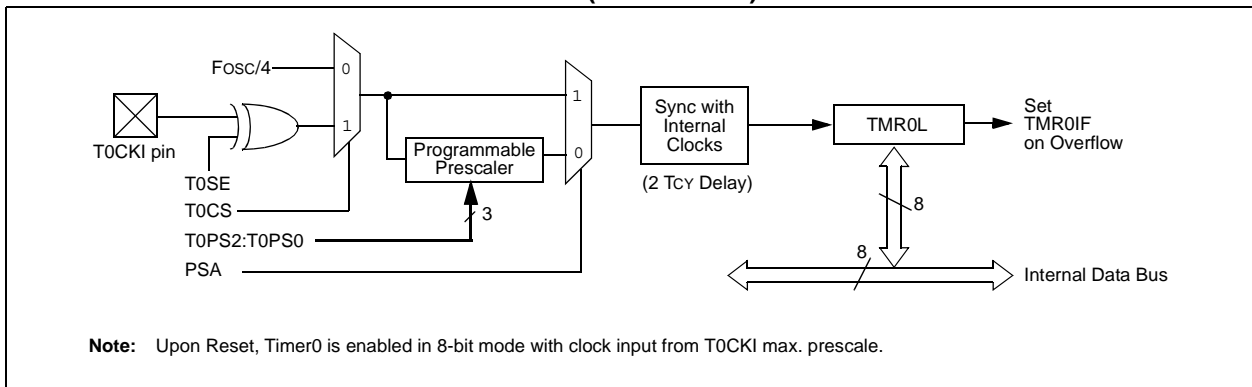 FOSC/4
0
1
T0CKI pin
T0SE
T0CS
T0PS2:T0PS0
PSA
Programmable
Prescaler
3
1
0
Sync with
Internal
Clocks
(2 TCY Delay)
TMR0L
Set
TMR0IF
on Overflow
8
8
Internal Data Bus
Note: Upon Reset, Timer0 is enabled in 8-bit mode with clock input from T0CKI max. prescale.